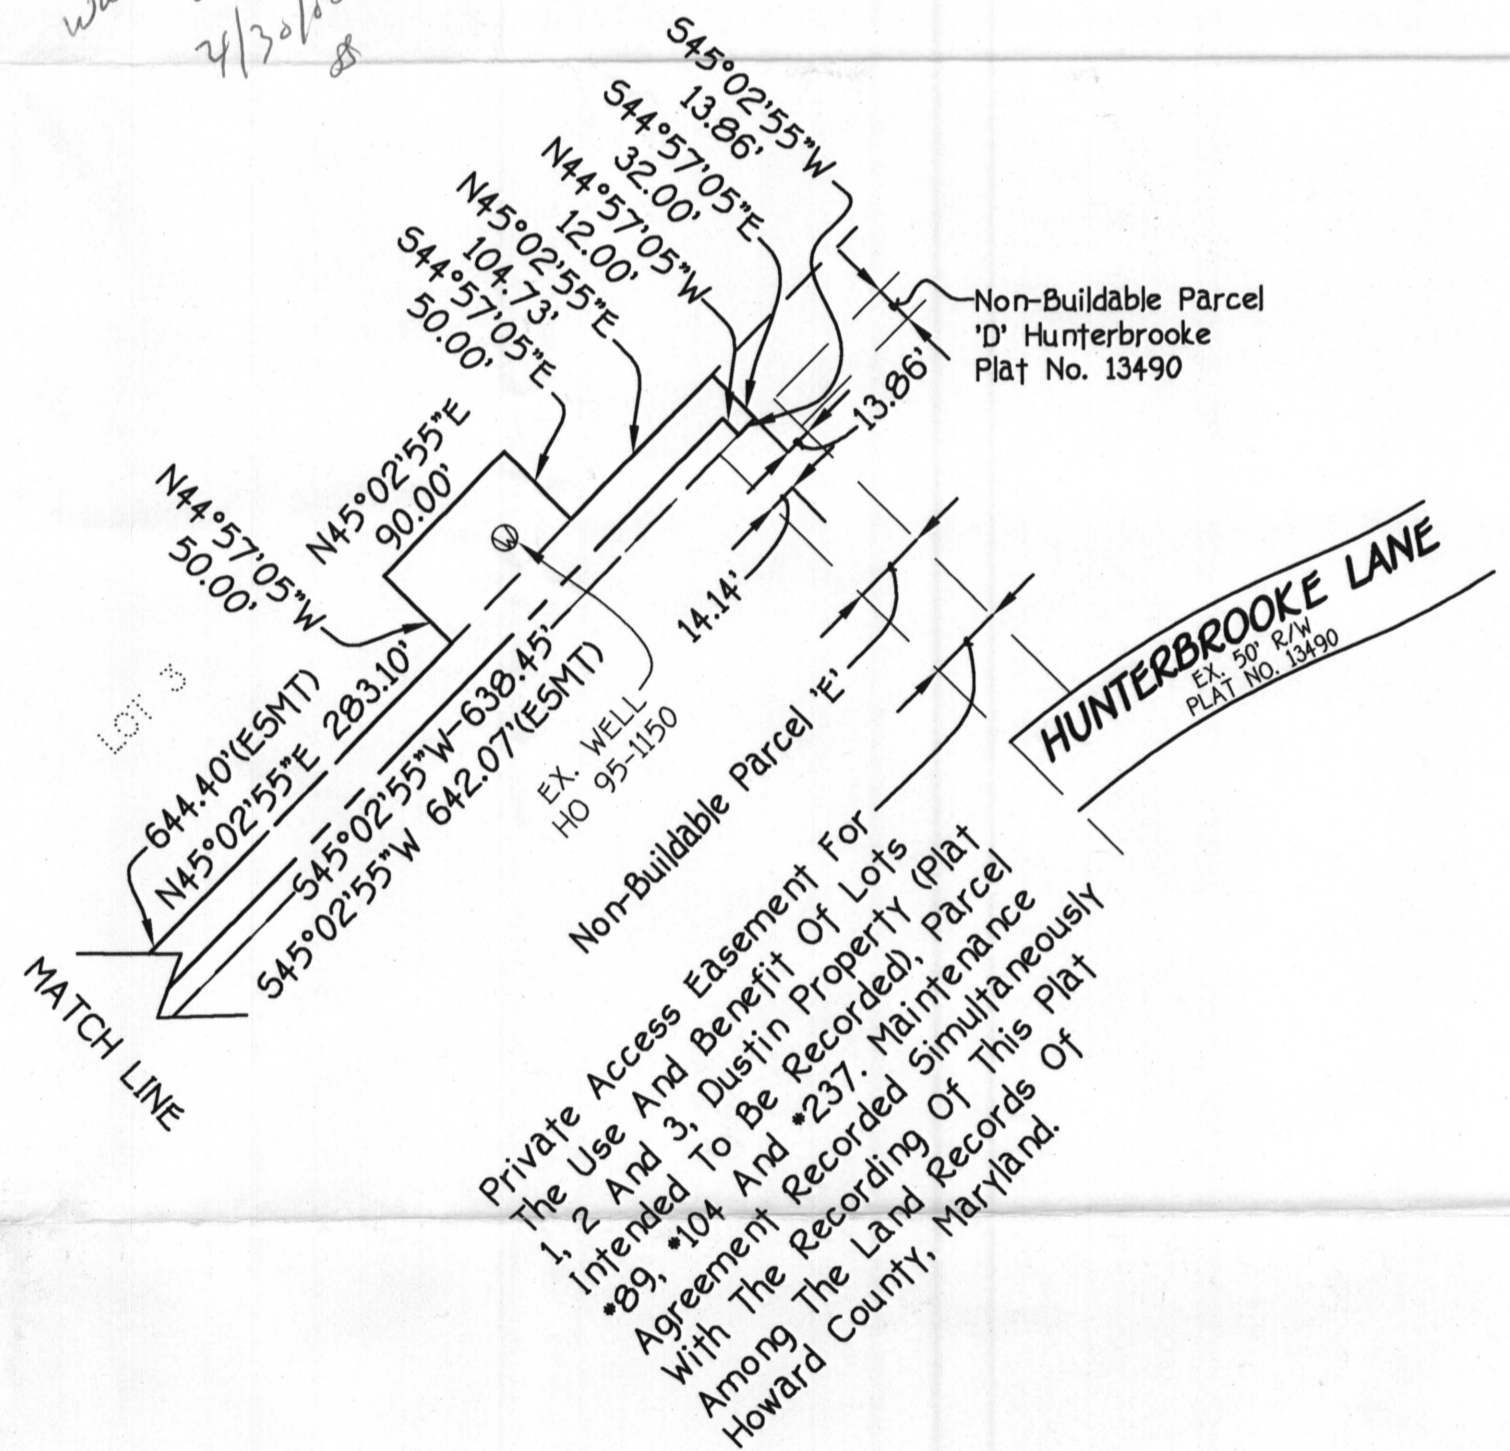 4/30/
S45°02'55"W
13.86'
S44°57'05"E
32.00'
N44°57'05"W
12.00'
N45°02'55"E
104.73'
S44°57'05"E
50.00'
N45°02'55"E
90.00'
N44°57'05"W
50.00'
Non-Buildable Parcel
'D' Hunterbrooke
Plat No. 13490
13.86'
14.14'
HUNTERBROOKE LANE
EX. 50' R/W
PLAT NO. 13490
LOT 3
644.40'(ESMT)
N45°02'55"E 283.10'
S45°02'55"W-638.45'
S45°02'55"W 642.07'(ESMT)
W
EX. WELL
HO 95-1150
Non-Buildable Parcel 'E'
MATCH LINE
Private Access Easement For
The Use And Benefit Of Lots
1, 2 And 3, Dustin Property (Plat
Intended To Be Recorded), Parcel
*89, *104 And *237. Maintenance
Agreement Recorded Simultaneously
With The Recording Of This Plat
Among The Land Records Of
Howard County, Maryland.